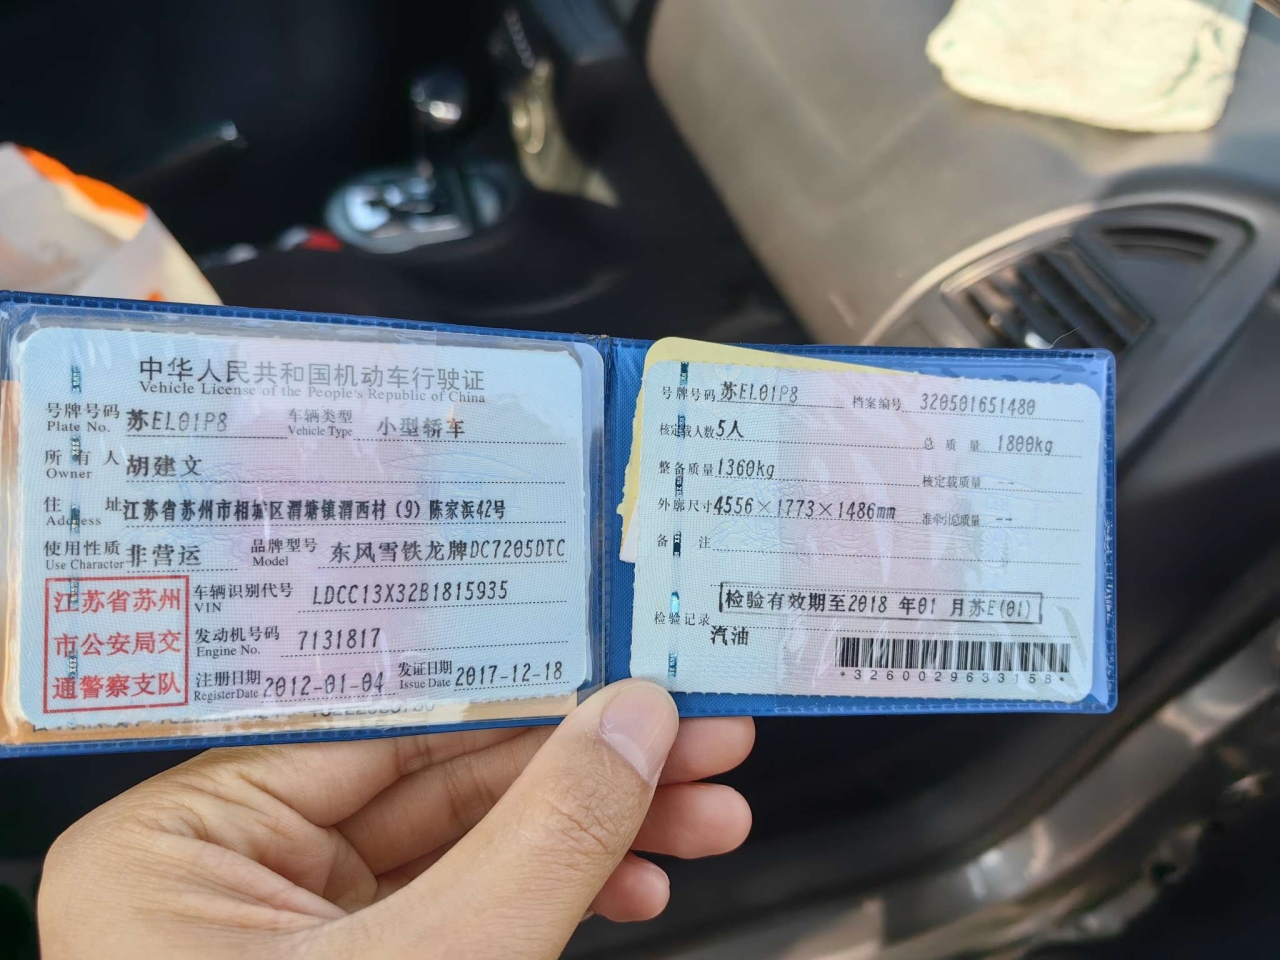 中华人民共和国机动车行驶证
Vehicle License of the People's Republic of China
号牌号码 苏EL01P8 车辆类型 小型轿车
Plate No. Vehicle Type
所有人 胡建文
Owner
住址 江苏省苏州市相城区渭塘镇渭西村(9)陈家浜42号
Address
使用性质 非营运 品牌型号 东风雪铁龙牌DC7205DTC
Use Character Model
江苏省苏州
市公安局交
通警察支队
车辆识别代号 LDCC13X32B1815935
VIN
发动机号码 7131817
Engine No.
注册日期 2012-01-04 发证日期 2017-12-18
Register Date Issue Date
号牌号码 苏EL01P8 档案编号 320501651480
核定载人数 5人 总质量 1800kg
整备质量 1360kg 核定载质量 --
外廓尺寸 4556×1773×1486mm 准牵引总质量 --
备注
检验有效期至2018年01月苏E(01)
检验记录
汽油
*3260029633158*